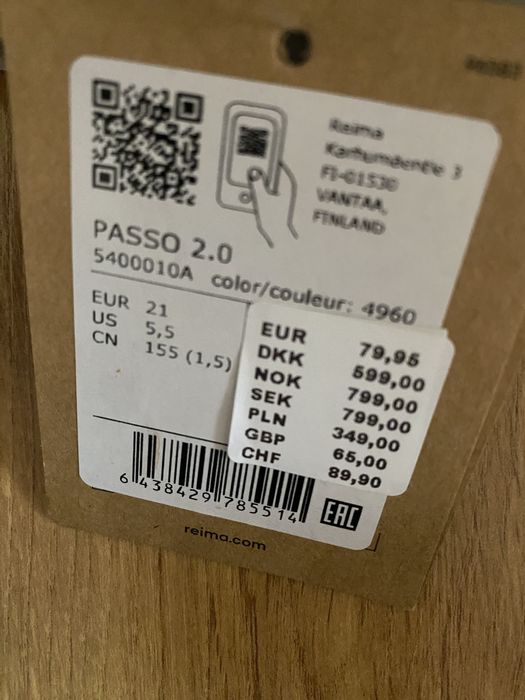 Reima
Karhumäentie 3
FI-01530
VANTAA,
FINLAND
PASSO 2.0
5400010A color/couleur: 4960
EUR 21
US 5,5
CN 155 (1,5)
EUR 79,95
DKK 599,00
NOK 799,00
SEK 799,00
PLN 349,00
GBP 65,00
CHF 89,90
6 438429 785514
EAC
reima.com